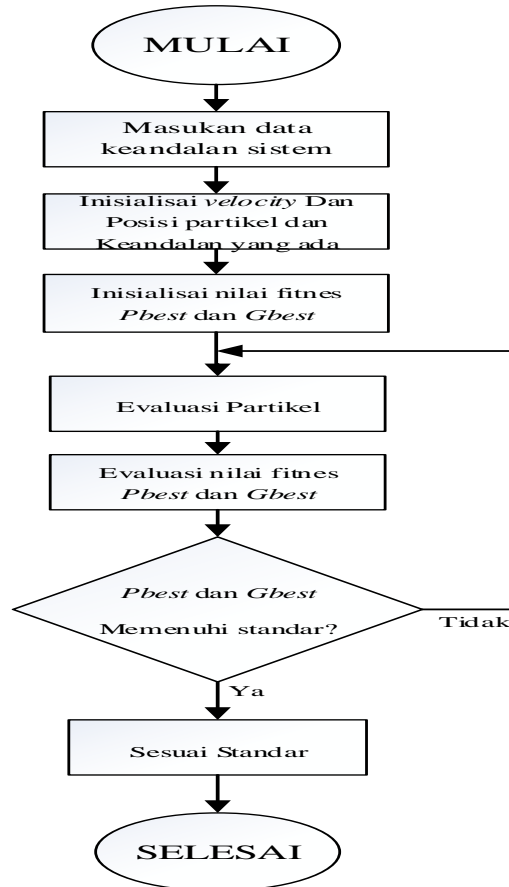 MULAI
Masukan data
keandalan sistem
Inisialisai velocity Dan
Posisi partikel dan
Keandalan yang ada
Inisialisai nilai fitnes
Pbest dan Gbest
Evaluasi Partikel
Evaluasi nilai fitnes
Pbest dan Gbest
Pbest dan Gbest
Memenuhi standar?
Tidak
Ya
Sesuai Standar
SELESAI